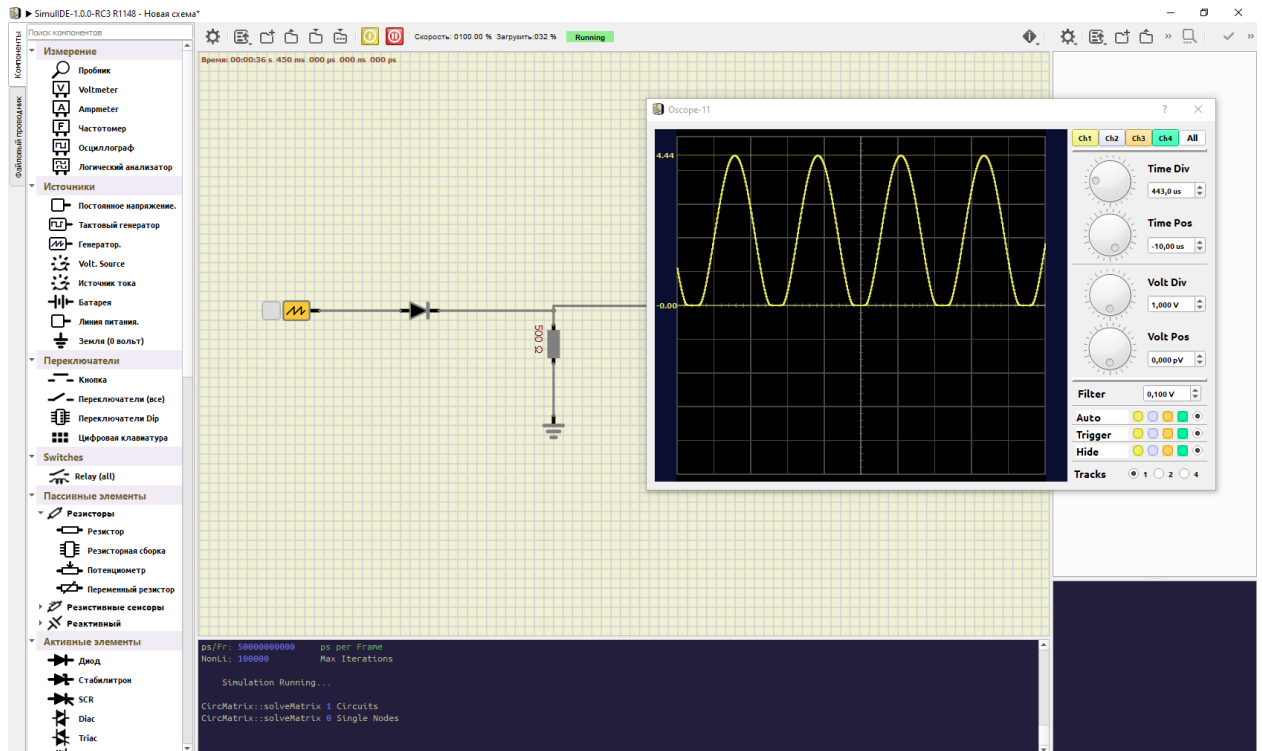 SimulIDE-1.0.0-RC3 R1148 - Новая схема*
Компоненты
Файловый проводник
Поиск компонентов
Измерение
Пробник
Voltmeter
Ampmeter
Частотомер
Осциллограф
Логический анализатор
Источники
Постоянное напряжение.
Тактовый генератор
Генератор.
Volt. Source
Источник тока
Батарея
Линия питания.
Земля (0 вольт)
Переключатели
Кнопка
Переключатели (все)
Переключатели Dip
Цифровая клавиатура
Switches
Relay (all)
Пассивные элементы
Резисторы
Резистор
Резисторная сборка
Потенциометр
Переменный резистор
Резистивные сенсоры
Реактивный
Активные элементы
Диод
Стабилитрон
SCR
Diac
Triac
Скорость: 0100.00 % Загрузить:032 % Running
Время: 00:00:36 s 450 ms 000 µs 000 ns 000 ps
500 Ω
Oscope-11
? ×
4.44
-0.00
Ch1 Ch2 Ch3 Ch4 All
Time Div
443,0 us
Time Pos
-10,00 us
Volt Div
1,000 V
Volt Pos
0,000 pV
Filter 0,100 V
Auto
Trigger
Hide
Tracks 1 2 4
ps/Fr: 50000000000 ps per Frame
NonLi: 100000 Max Iterations
Simulation Running...
CircMatrix::solveMatrix 1 Circuits
CircMatrix::solveMatrix 0 Single Nodes